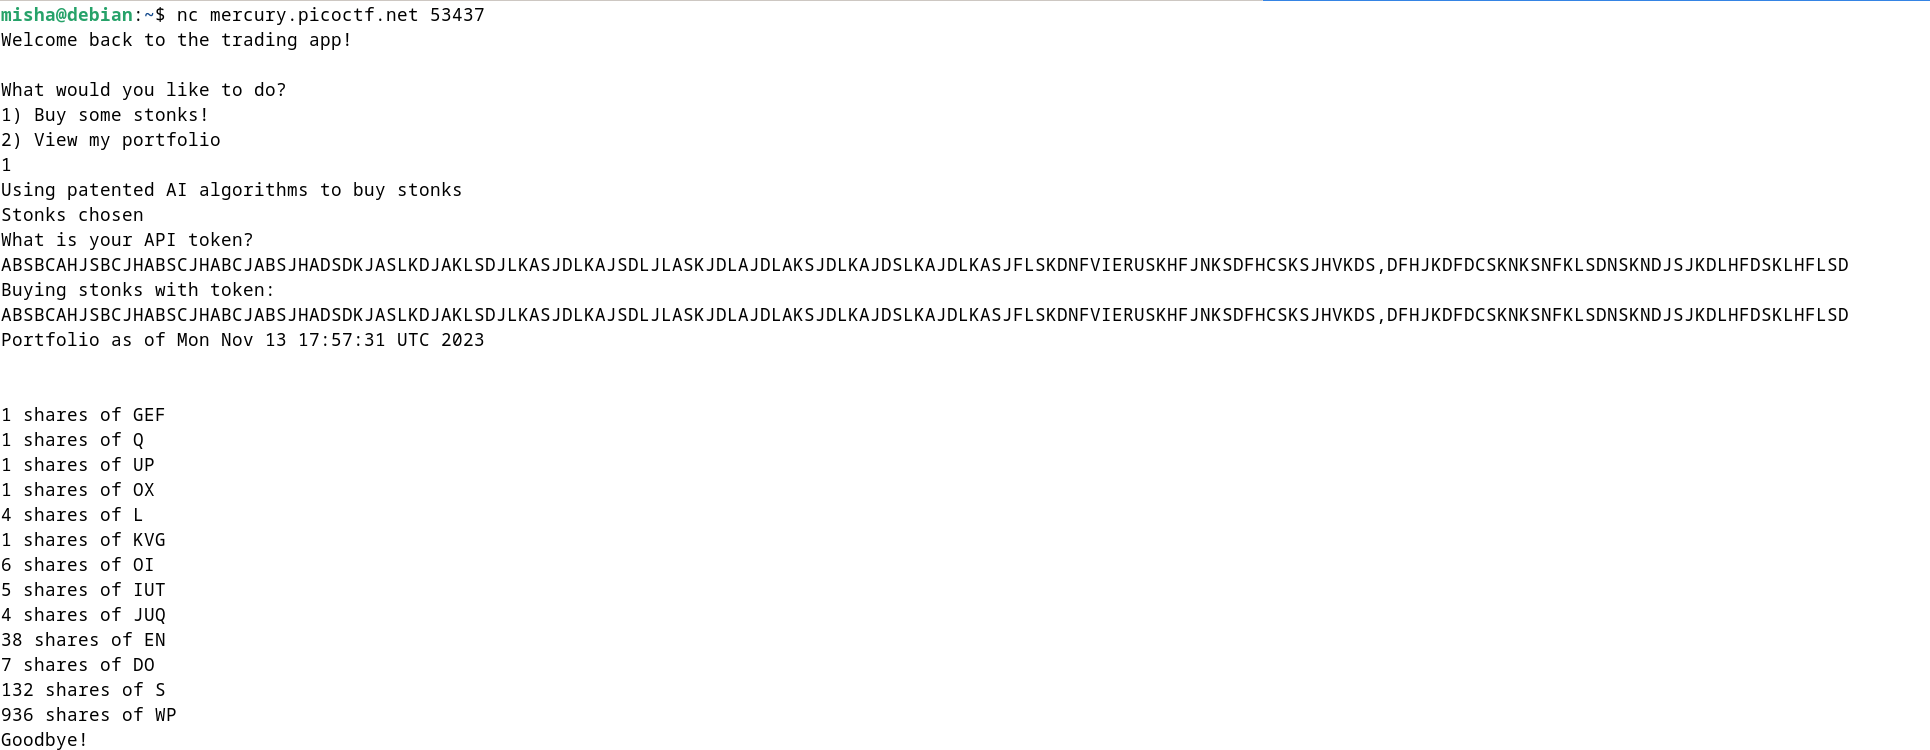 misha@debian:~$ nc mercury.picoctf.net 53437
Welcome back to the trading app!

What would you like to do?
1) Buy some stonks!
2) View my portfolio
1
Using patented AI algorithms to buy stonks
Stonks chosen
What is your API token?
ABSBCAHJSBCJHABSCJHABCJABSJHADSDKJASLKDJAKLSDJLKASJDLKAJSDLJLASKJDLAJDLAKSJDLKAJDSLKAJDLKASJFLSKDNFVIERUSKHFJNKSDFHCSKSJHVKDS,DFHJKDFDCSKNKSNFKLSDNSKNDJSJKDLHFDSKLHFLSD
Buying stonks with token:
ABSBCAHJSBCJHABSCJHABCJABSJHADSDKJASLKDJAKLSDJLKASJDLKAJSDLJLASKJDLAJDLAKSJDLKAJDSLKAJDLKASJFLSKDNFVIERUSKHFJNKSDFHCSKSJHVKDS,DFHJKDFDCSKNKSNFKLSDNSKNDJSJKDLHFDSKLHFLSD
Portfolio as of Mon Nov 13 17:57:31 UTC 2023


1 shares of GEF
1 shares of Q
1 shares of UP
1 shares of OX
4 shares of L
1 shares of KVG
6 shares of OI
5 shares of IUT
4 shares of JUQ
38 shares of EN
7 shares of DO
132 shares of S
936 shares of WP
Goodbye!